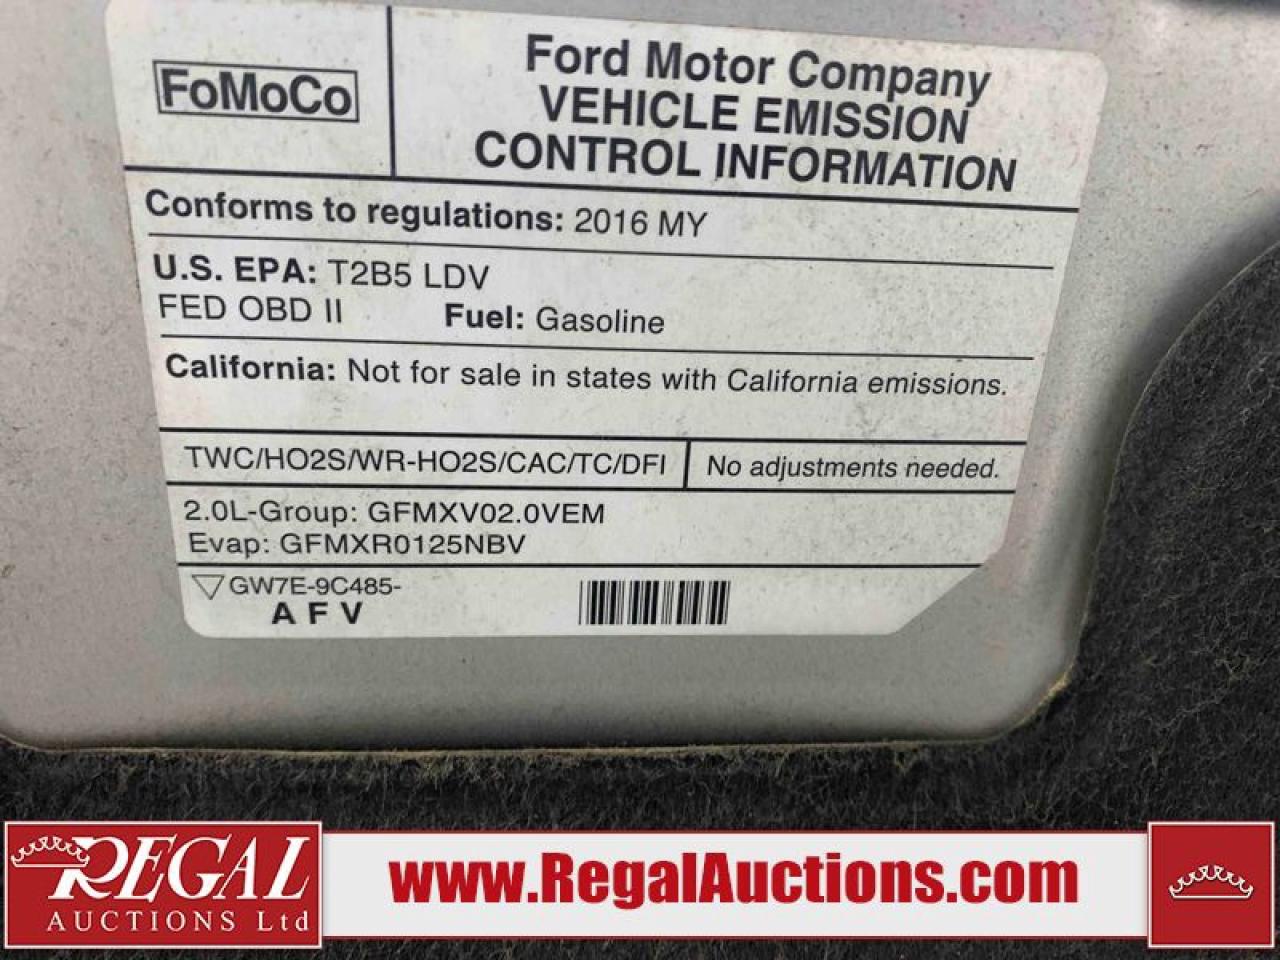 FoMoCo
Ford Motor Company
VEHICLE EMISSION
CONTROL INFORMATION
Conforms to regulations: 2016 MY
U.S. EPA: T2B5 LDV
FED OBD II Fuel: Gasoline
California: Not for sale in states with California emissions.
TWC/HO2S/WR-HO2S/CAC/TC/DFI No adjustments needed.
2.0L-Group: GFMXV02.0VEM
Evap: GFMXR0125NBV
GW7E-9C485-
AFV
REGAL
AUCTIONS Ltd
www.RegalAuctions.com